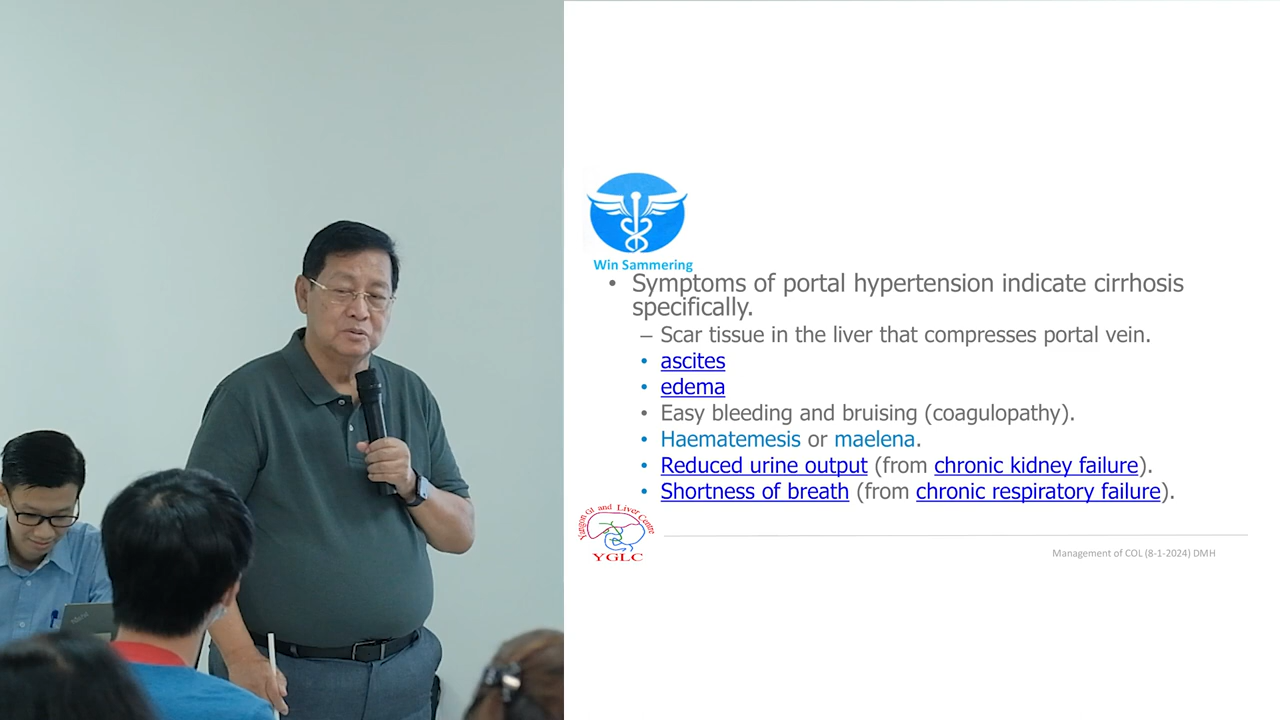 Win Sammering
• Symptoms of portal hypertension indicate cirrhosis
specifically.
– Scar tissue in the liver that compresses portal vein.
• ascites
• edema
• Easy bleeding and bruising (coagulopathy).
• Haematemesis or maelena.
• Reduced urine output (from chronic kidney failure).
• Shortness of breath (from chronic respiratory failure).
Yangon GI and Liver Centre
YGLC
Management of COL (8-1-2024) DMH